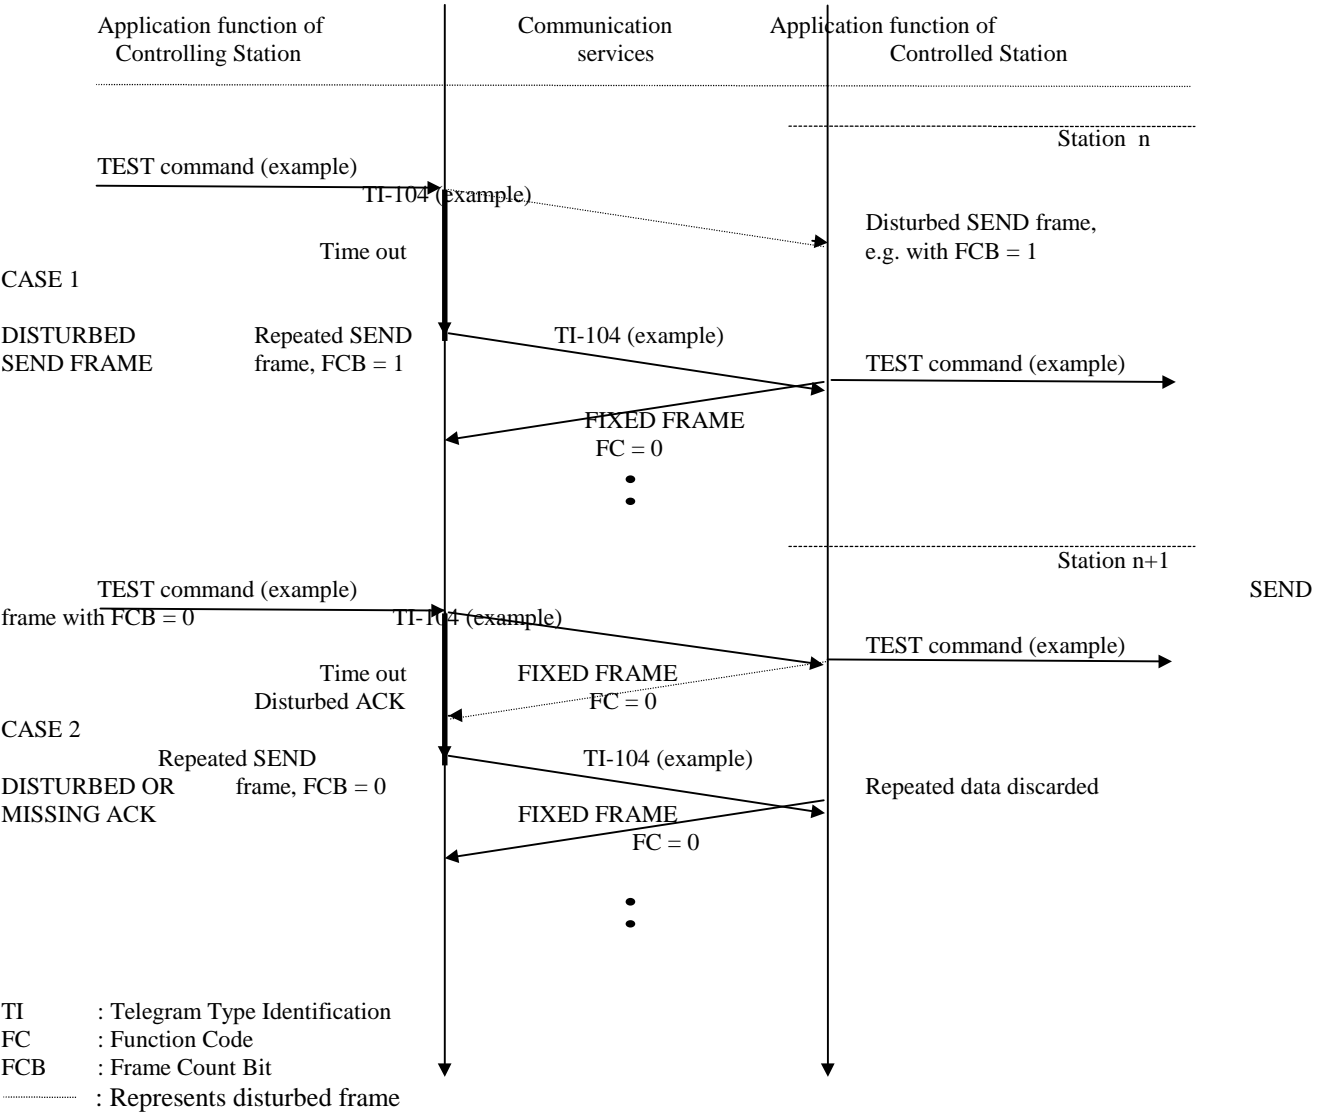 Application function of Communication Application function of
Controlling Station services Controlled Station
Station n
TEST command (example)
TI-104 (example)
Disturbed SEND frame,
Time out e.g. with FCB = 1
CASE 1
DISTURBED Repeated SEND TI-104 (example)
SEND FRAME frame, FCB = 1 TEST command (example)
FIXED FRAME
FC = 0
Station n+1
TEST command (example) SEND
frame with FCB = 0 TI-104 (example)
TEST command (example)
Time out FIXED FRAME
Disturbed ACK FC = 0
CASE 2
Repeated SEND TI-104 (example)
DISTURBED OR frame, FCB = 0 Repeated data discarded
MISSING ACK FIXED FRAME
FC = 0
TI : Telegram Type Identification
FC : Function Code
FCB : Frame Count Bit
: Represents disturbed frame